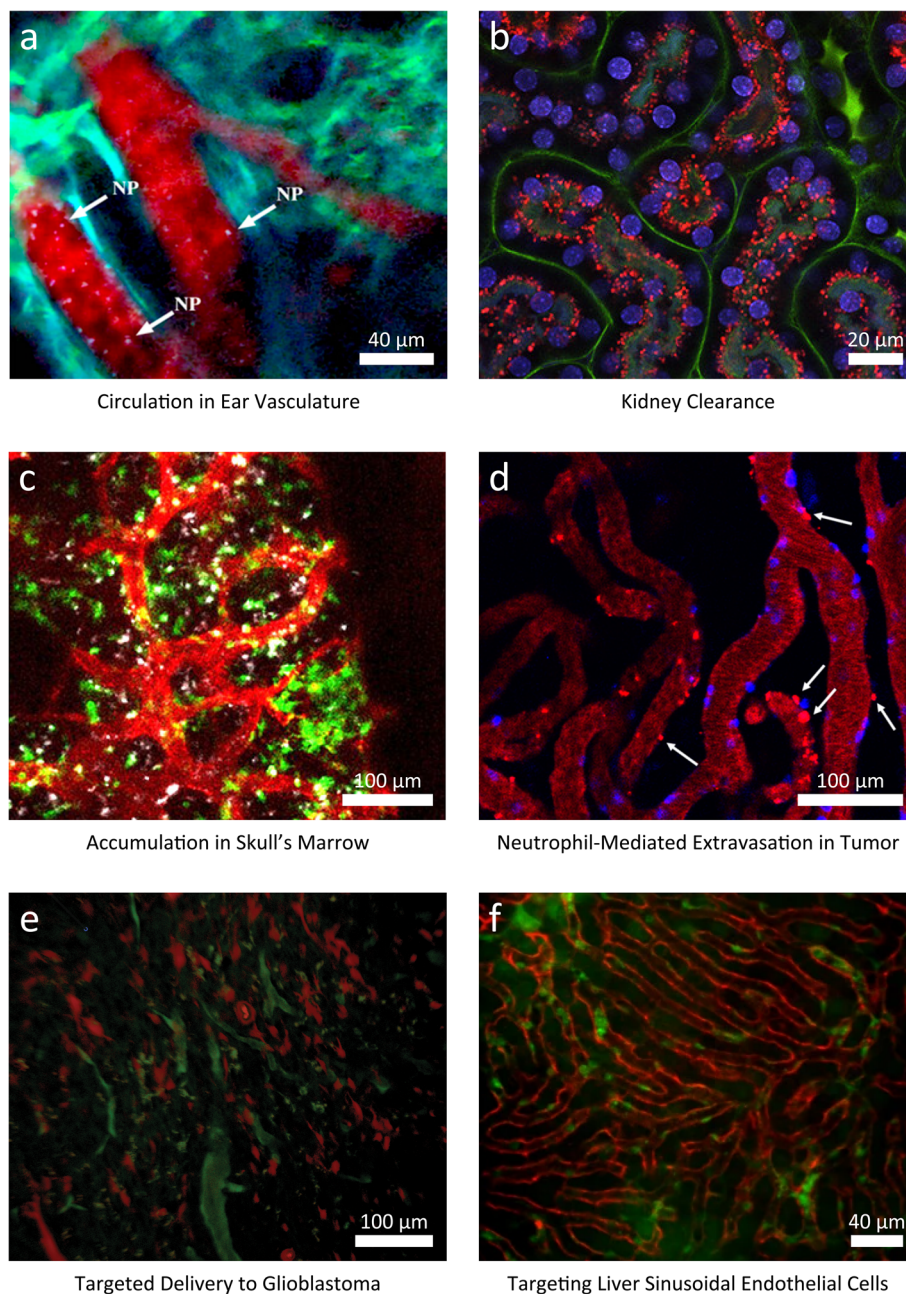 a
NP
NP
NP
40 µm
Circulation in Ear Vasculature
b
20 µm
Kidney Clearance
c
100 µm
Accumulation in Skull's Marrow
d
100 µm
Neutrophil-Mediated Extravasation in Tumor
e
100 µm
Targeted Delivery to Glioblastoma
f
40 µm
Targeting Liver Sinusoidal Endothelial Cells